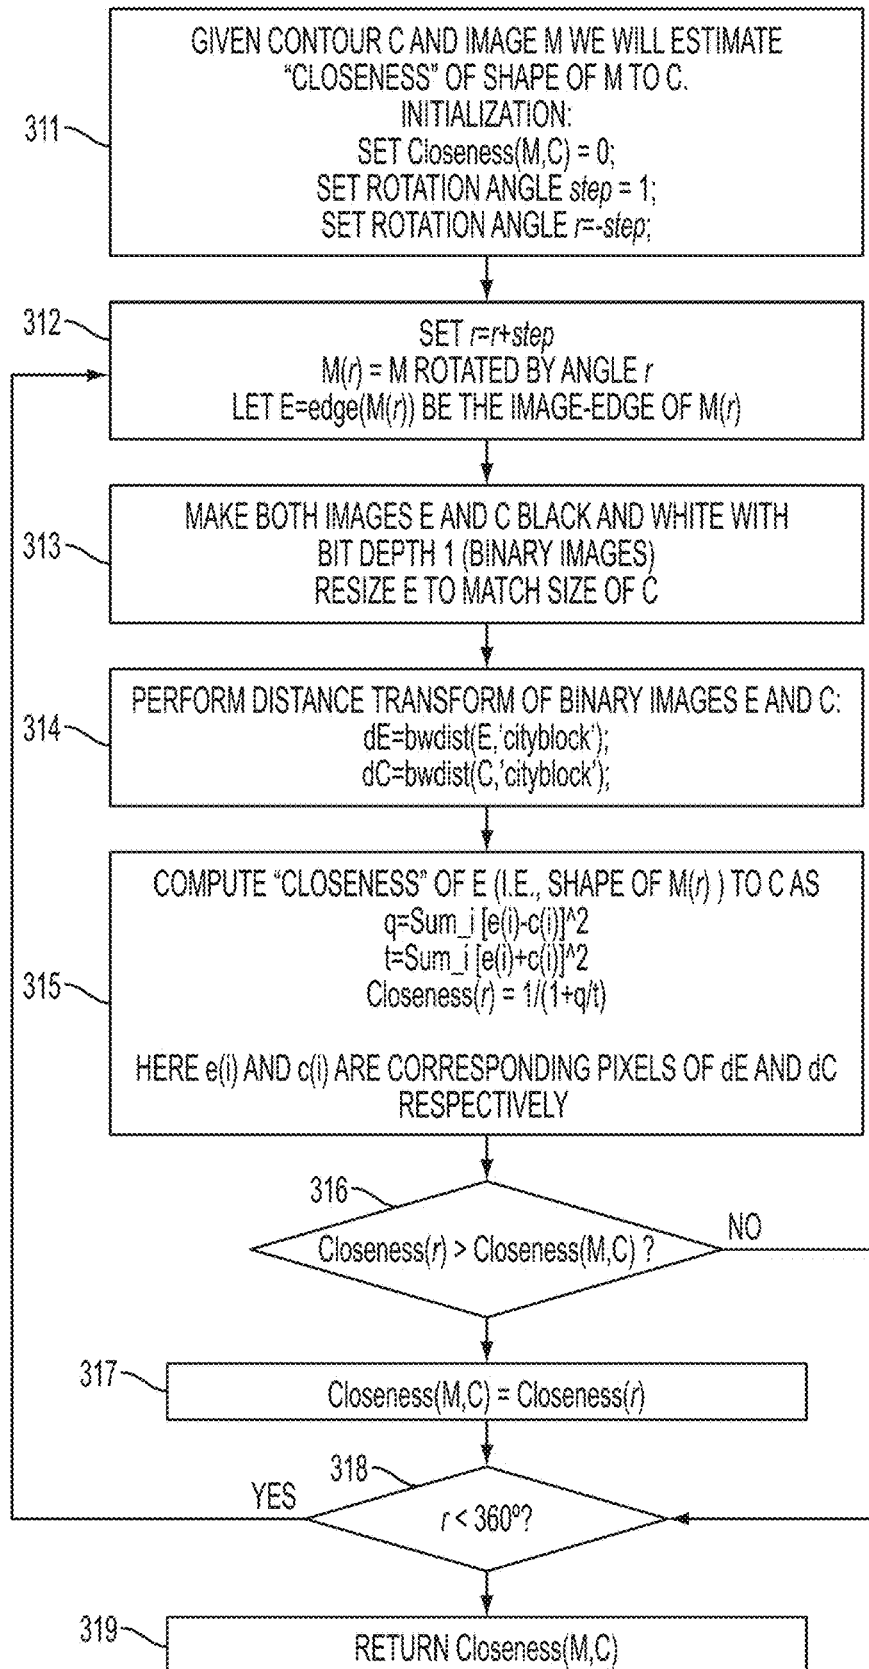 GIVEN CONTOUR C AND IMAGE M WE WILL ESTIMATE
“CLOSENESS” OF SHAPE OF M TO C.
INITIALIZATION:
311
SET Closeness(M,C) = 0;
SET ROTATION ANGLE step = 1;
SET ROTATION ANGLE r=-step;
312
SET r=r+step
M(r) = M ROTATED BY ANGLE r
LET E=edge(M(r)) BE THE IMAGE-EDGE OF M(r)
MAKE BOTH IMAGES E AND C BLACK AND WHITE WITH
313
BIT DEPTH 1 (BINARY IMAGES)
RESIZE E TO MATCH SIZE OF C
PERFORM DISTANCE TRANSFORM OF BINARY IMAGES E AND C:
314
dE=bwdist(E,'cityblock');
dC=bwdist(C,'cityblock');
COMPUTE “CLOSENESS” OF E (I.E., SHAPE OF M(r) ) TO C AS
q=Sum_i [e(i)-c(i)]^2
t=Sum_i [e(i)+c(i)]^2
315
Closeness(r) = 1/(1+q/t)
HERE e(i) AND c(i) ARE CORRESPONDING PIXELS OF dE AND dC
RESPECTIVELY
316
Closeness(r) > Closeness(M,C) ?
NO
317
Closeness(M,C) = Closeness(r)
318
YES
r < 360º?
319
RETURN Closeness(M,C)